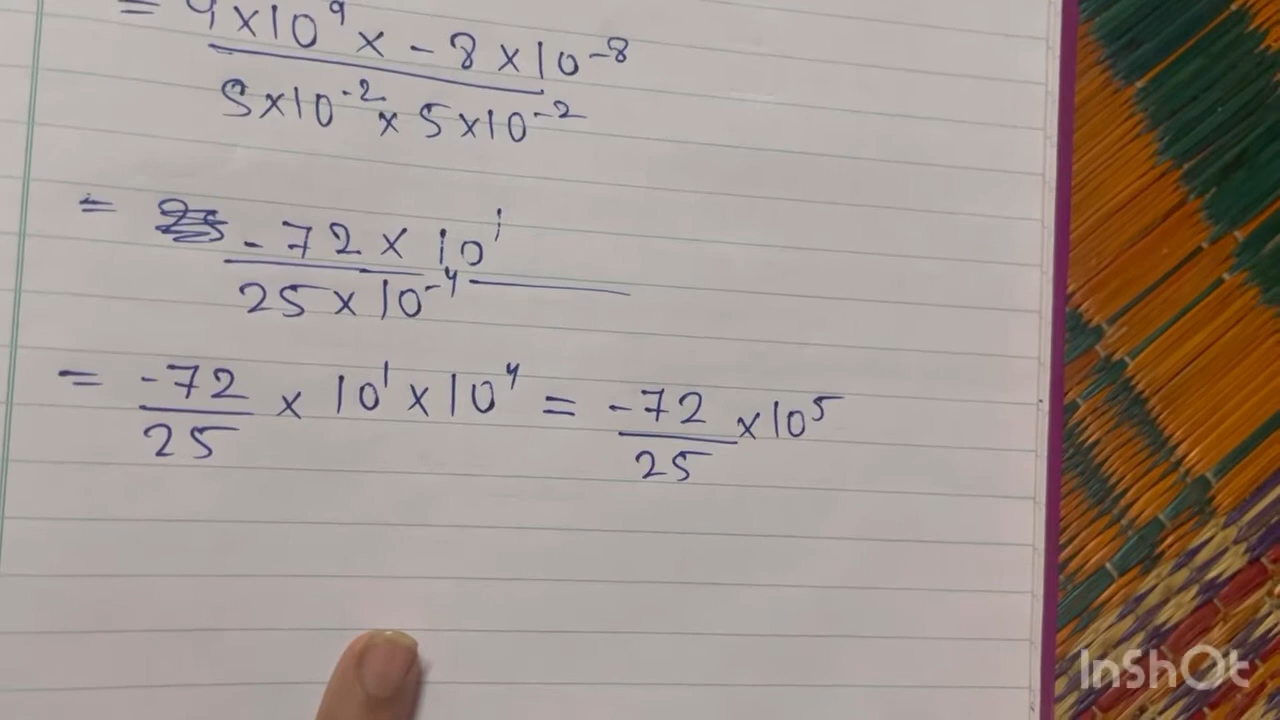 = 9×10⁹ × -8×10⁻⁸
5×10⁻² × 5×10⁻²
= -72×10¹
25×10⁻⁴
= -72/25 × 10¹×10⁴ = -72/25 ×10⁵
InShOt